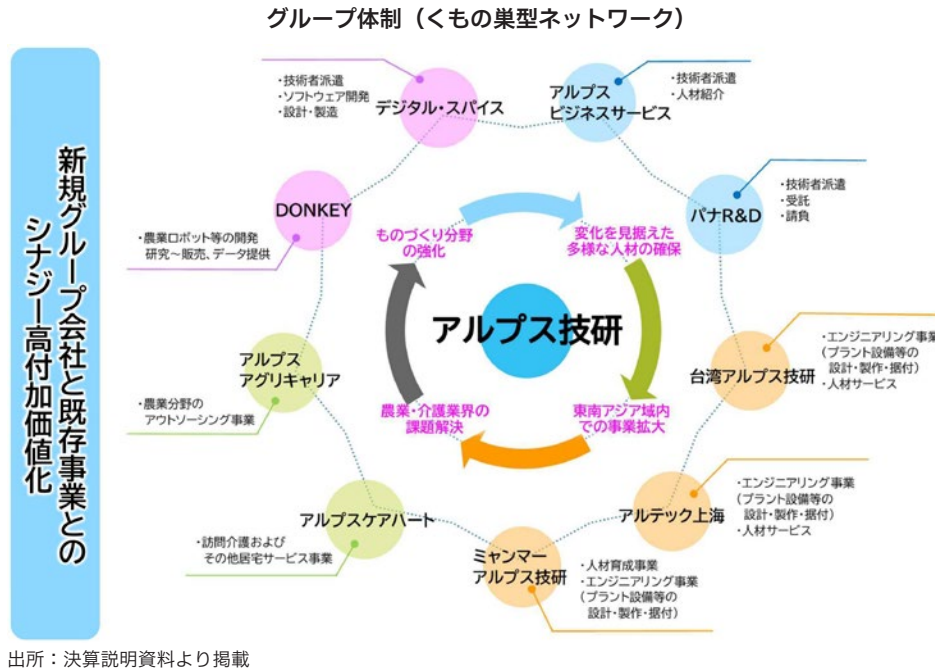 グループ体制（くもの巣型ネットワーク）
新規グループ会社と既存事業との
シナジー高付加価値化
・技術者派遣
・ソフトウェア開発
・設計・製造
デジタル・スパイス
アルプス
ビジネスサービス
・技術者派遣
・人材紹介
DONKEY
・農業ロボット等の開発
研究～販売、データ提供
パナR&D
・技術者派遣
・受託
・請負
ものづくり分野
の強化
変化を見据えた
多様な人材の確保
アルプス技研
農業・介護業界の
課題解決
東南アジア域内
での事業拡大
アルプス
アグリキャリア
・農業分野の
アウトソーシング事業
台湾アルプス技研
・エンジニアリング事業
(プラント設備等の
設計・製作・据付)
・人材サービス
アルプスケアハート
・訪問介護および
その他居宅サービス事業
アルテック上海
・エンジニアリング事業
(プラント設備等の
設計・製作・据付)
・人材サービス
ミャンマー
アルプス技研
・人材育成事業
・エンジニアリング事業
(プラント設備等の
設計・製作・据付)
出所：決算説明資料より掲載